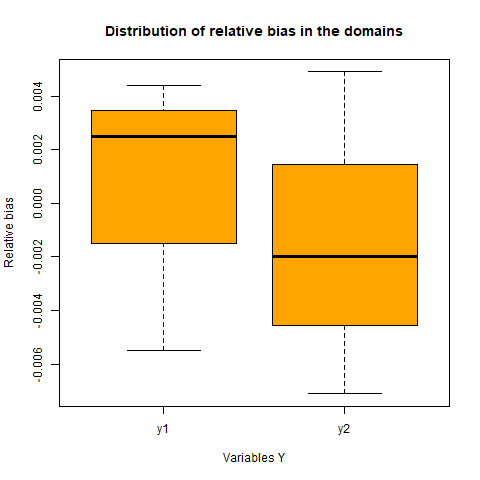 Distribution of relative bias in the domains
Relative bias
0.004
0.002
0.000
-0.002
-0.004
-0.006
y1
y2
Variables Y